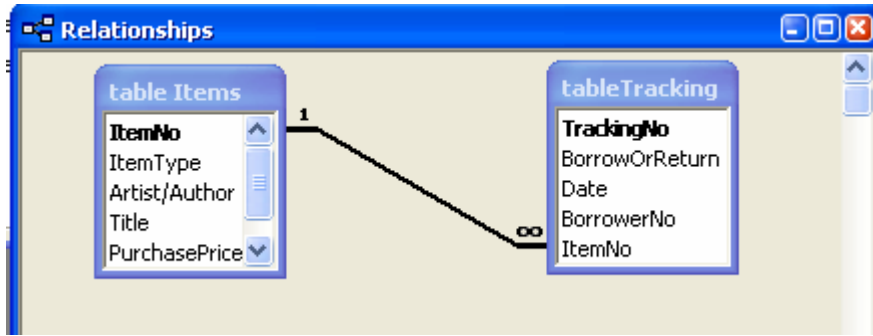 Relationships
table Items
ItemNo
ItemType
Artist/Author
Title
PurchasePrice
1
∞
tableTracking
TrackingNo
BorrowOrReturn
Date
BorrowerNo
ItemNo